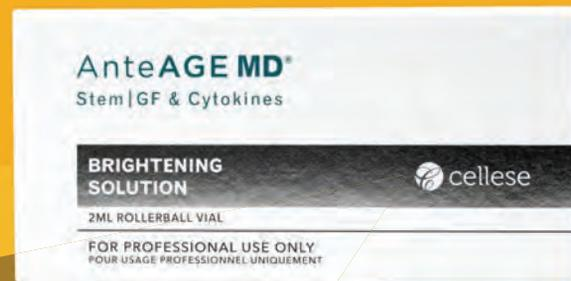 AnteAGE MD®
Stem|GF & Cytokines
BRIGHTENING
SOLUTION
cellese
2ML ROLLERBALL VIAL
FOR PROFESSIONAL USE ONLY
POUR USAGE PROFESSIONNEL UNIQUEMENT